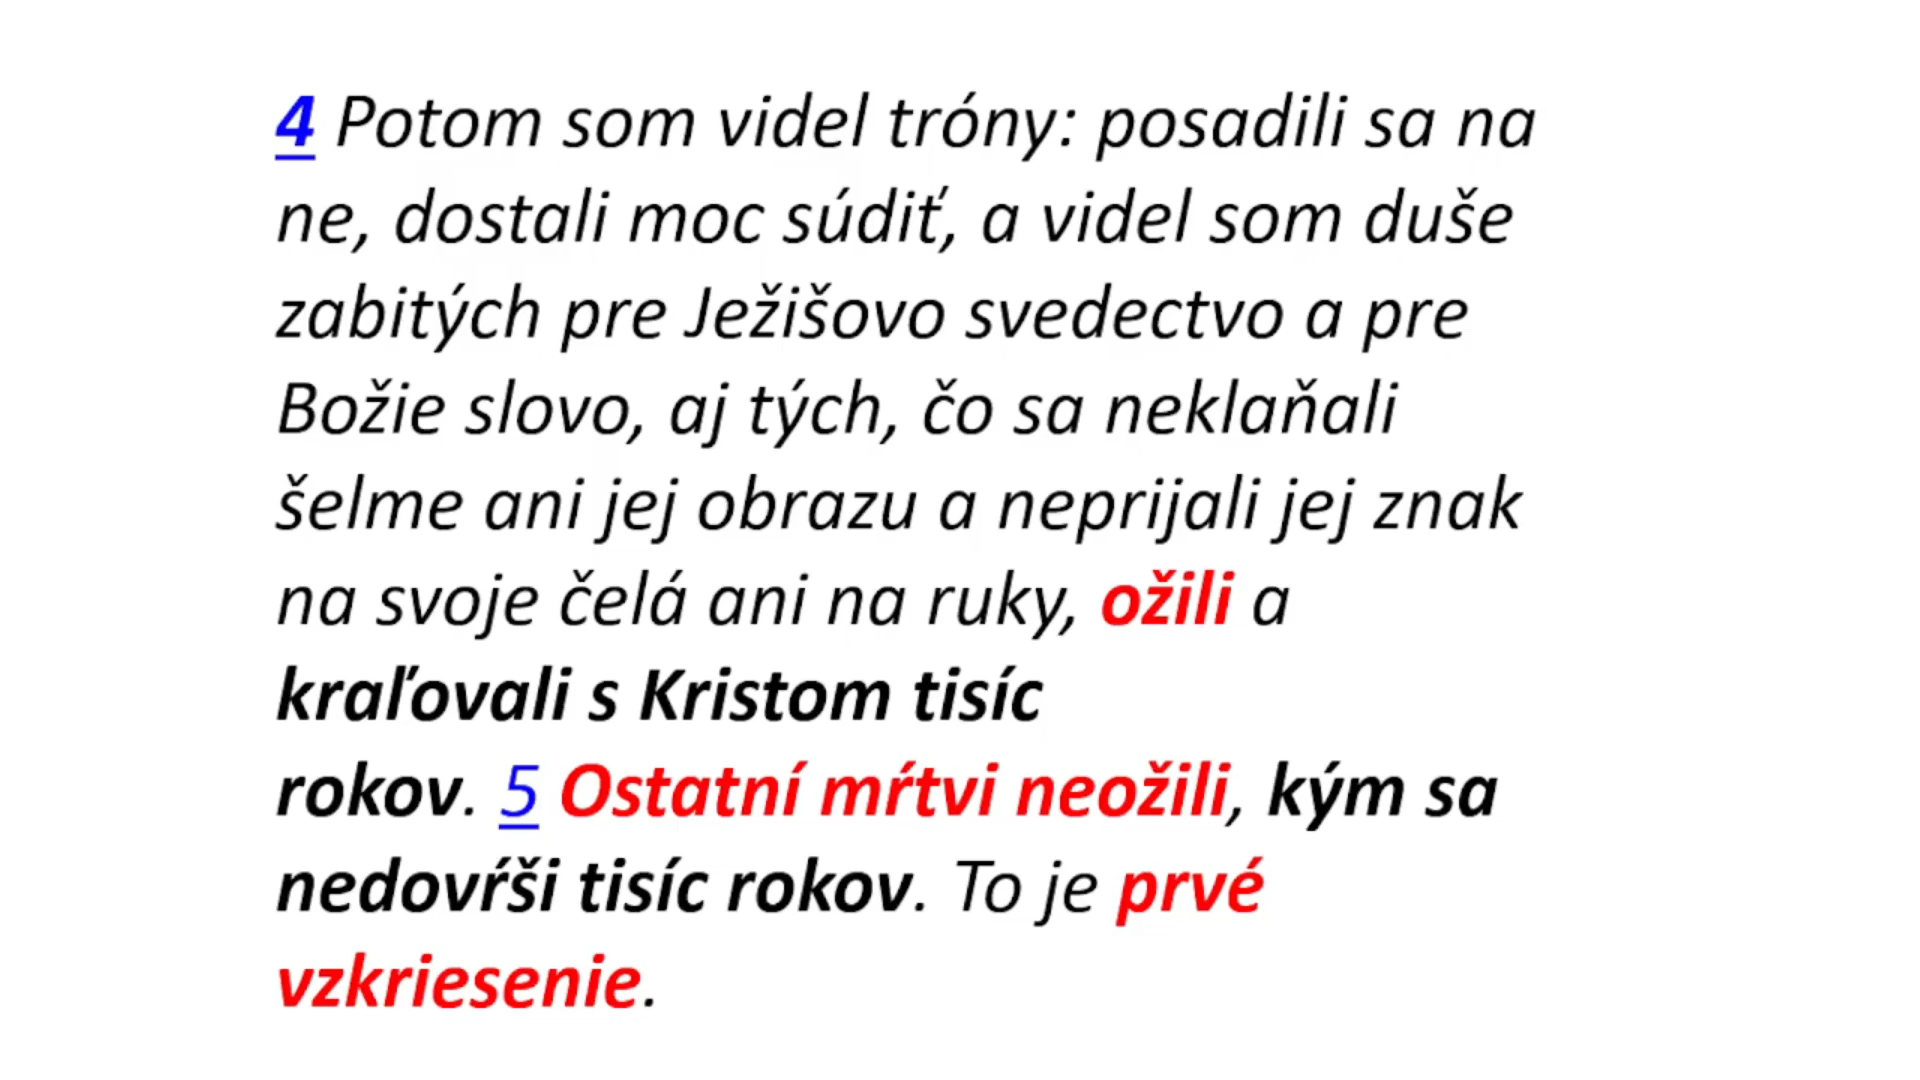 4 Potom som videl tróny: posadili sa na
ne, dostali moc súdiť, a videl som duše
zabitých pre Ježišovo svedectvo a pre
Božie slovo, aj tých, čo sa neklaňali
šelme ani jej obrazu a neprijali jej znak
na svoje čelá ani na ruky, ožili a
kraľovali s Kristom tisíc
rokov. 5 Ostatní mŕtvi neožili, kým sa
nedovŕši tisíc rokov. To je prvé
vzkriesenie.